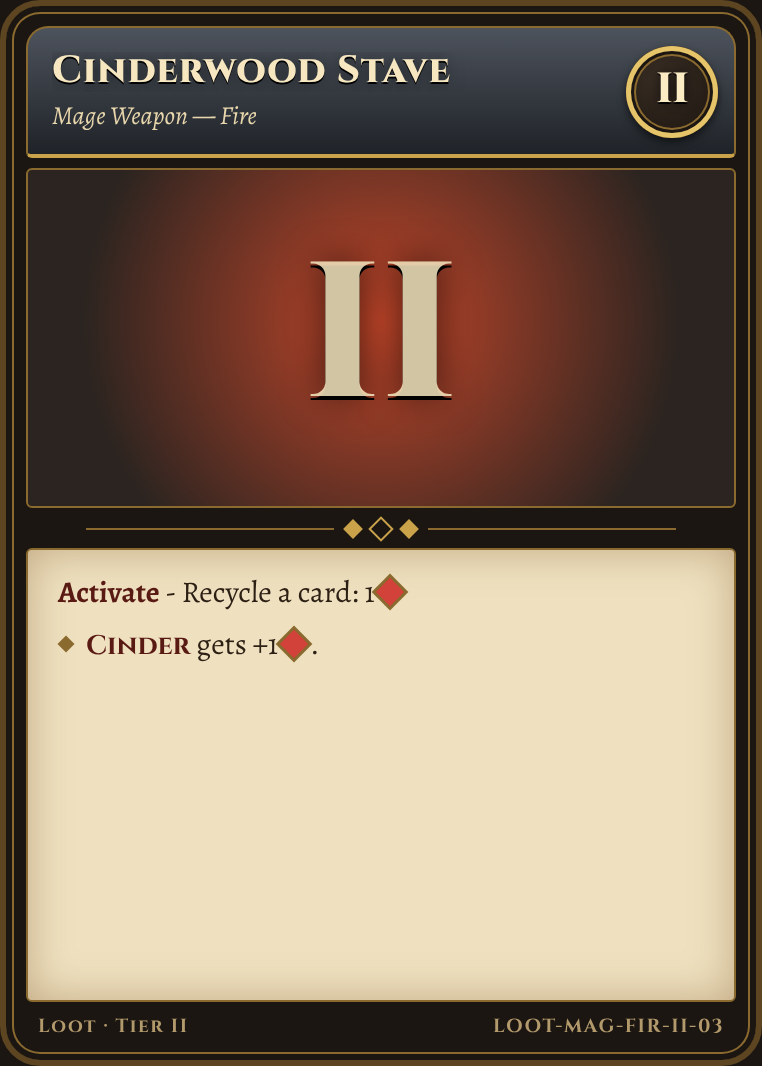 Cinderwood Stave
Mage Weapon — Fire
II
II
Activate - Recycle a card: 1
Cinder gets +1.
Loot · Tier II
LOOT-MAG-FIR-II-03